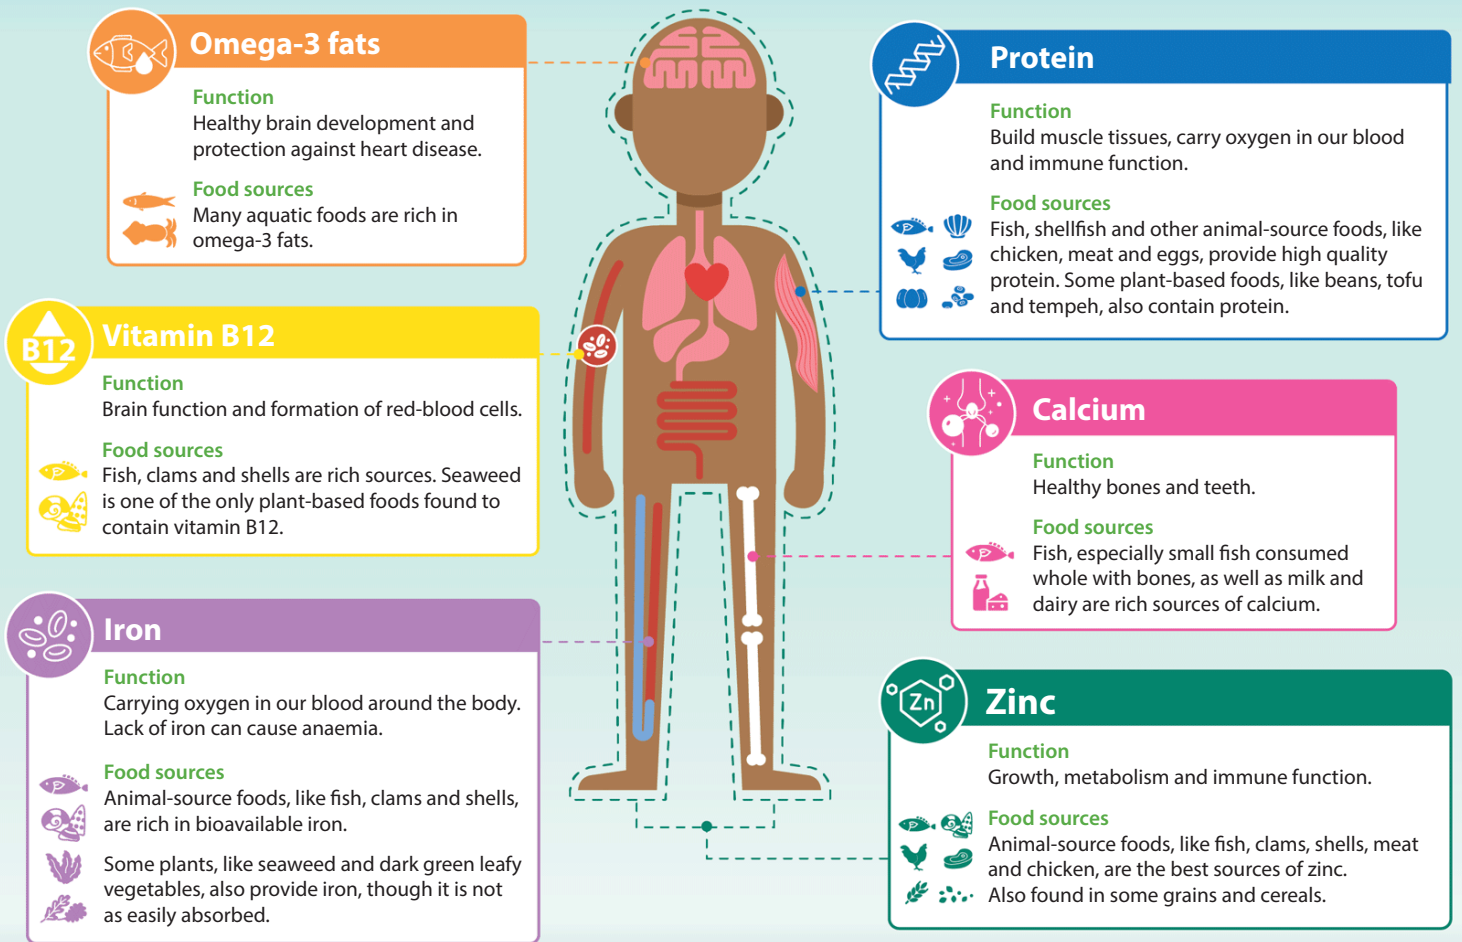 Omega-3 fats
Function
Healthy brain development and
protection against heart disease.
Food sources
Many aquatic foods are rich in
omega-3 fats.
B12
Vitamin B12
Function
Brain function and formation of red-blood cells.
Food sources
Fish, clams and shells are rich sources. Seaweed
is one of the only plant-based foods found to
contain vitamin B12.
Iron
Function
Carrying oxygen in our blood around the body.
Lack of iron can cause anaemia.
Food sources
Animal-source foods, like fish, clams and shells,
are rich in bioavailable iron.
Some plants, like seaweed and dark green leafy
vegetables, also provide iron, though it is not
as easily absorbed.
Protein
Function
Build muscle tissues, carry oxygen in our blood
and immune function.
Food sources
Fish, shellfish and other animal-source foods, like
chicken, meat and eggs, provide high quality
protein. Some plant-based foods, like beans, tofu
and tempeh, also contain protein.
Calcium
Function
Healthy bones and teeth.
Food sources
Fish, especially small fish consumed
whole with bones, as well as milk and
dairy are rich sources of calcium.
Zn
Zinc
Function
Growth, metabolism and immune function.
Food sources
Animal-source foods, like fish, clams, shells, meat
and chicken, are the best sources of zinc.
Also found in some grains and cereals.